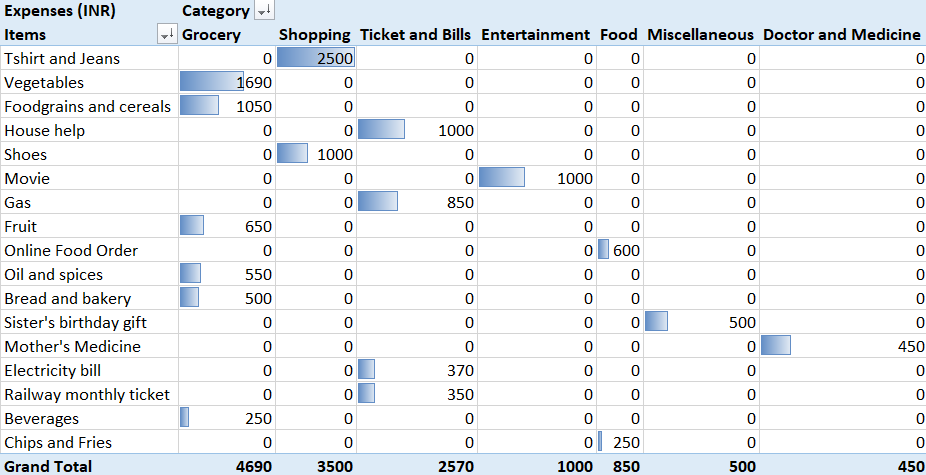 Expenses (INR) Category
Items Grocery Shopping Ticket and Bills Entertainment Food Miscellaneous Doctor and Medicine
Tshirt and Jeans 0 2500 0 0 0 0 0
Vegetables 1690 0 0 0 0 0 0
Foodgrains and cereals 1050 0 0 0 0 0 0
House help 0 0 1000 0 0 0 0
Shoes 0 1000 0 0 0 0 0
Movie 0 0 0 1000 0 0 0
Gas 0 0 850 0 0 0 0
Fruit 650 0 0 0 0 0 0
Online Food Order 0 0 0 0 600 0 0
Oil and spices 550 0 0 0 0 0 0
Bread and bakery 500 0 0 0 0 0 0
Sister's birthday gift 0 0 0 0 0 500 0
Mother's Medicine 0 0 0 0 0 0 450
Electricity bill 0 0 370 0 0 0 0
Railway monthly ticket 0 0 350 0 0 0 0
Beverages 250 0 0 0 0 0 0
Chips and Fries 0 0 0 0 250 0 0
Grand Total 4690 3500 2570 1000 850 500 450